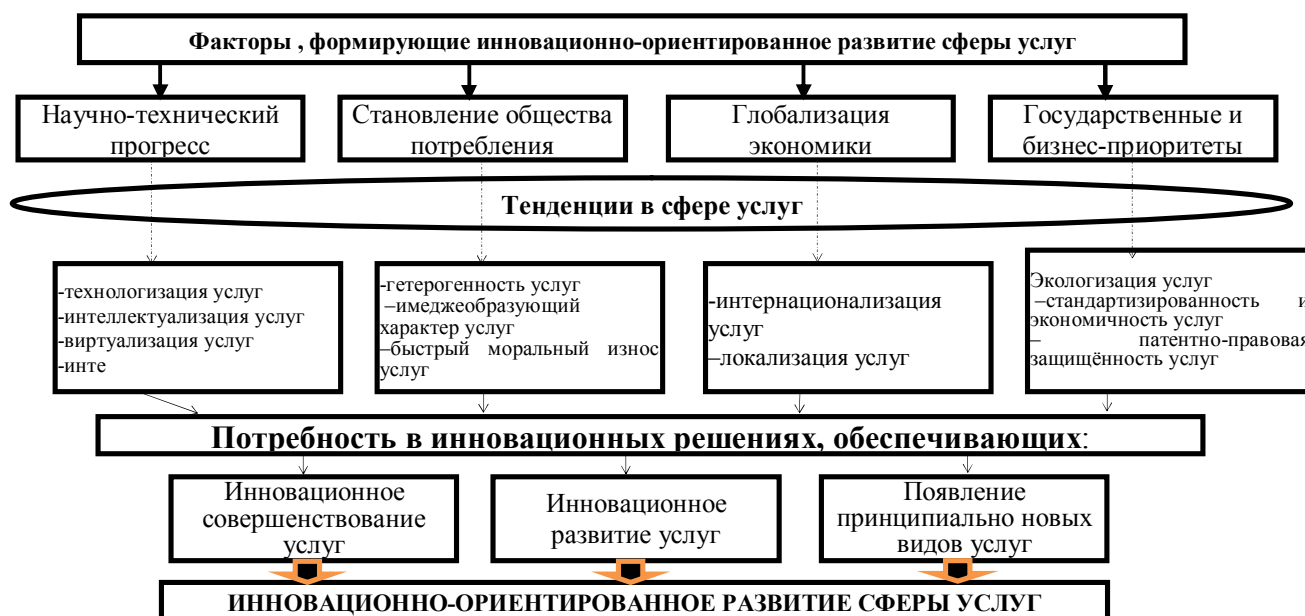 Факторы , формирующие инновационно-ориентированное развитие сферы услуг
Научно-технический
прогресс
Становление общества
потребления
Глобализация
экономики
Государственные и
бизнес-приоритеты
Тенденции в сфере услуг
-технологизация услуг
-интеллектуализация услуг
-виртуализация услуг
-инте
-гетерогенность услуг
–имеджеобразующий
характер услуг
–быстрый моральный износ
услуг
-интернационализация
услуг
–локализация услуг
Экологизация услуг
–стандартизированность и
экономичность услуг
– патентно-правовая
защищённость услуг
Потребность в инновационных решениях, обеспечивающих:
Инновационное
совершенствование
услуг
Инновационное
развитие услуг
Появление
принципиально новых
видов услуг
ИННОВАЦИОННО-ОРИЕНТИРОВАННОЕ РАЗВИТИЕ СФЕРЫ УСЛУГ